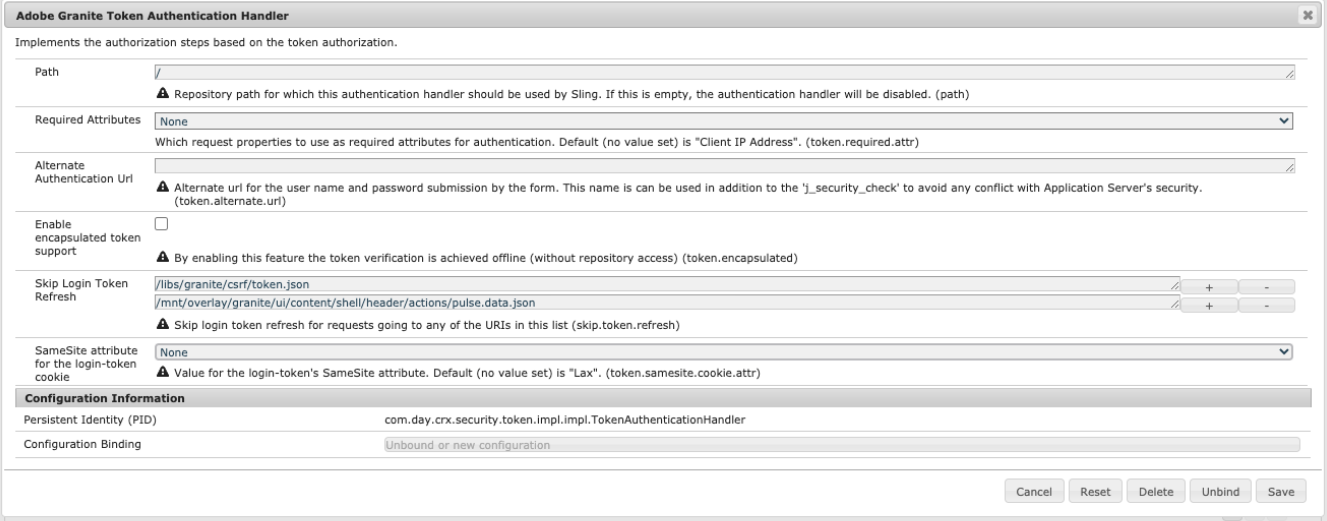 Adobe Granite Token Authentication Handler
Implements the authorization steps based on the token authorization.
Path
/
Repository path for which this authentication handler should be used by Sling. If this is empty, the authentication handler will be disabled. (path)
Required Attributes
None
Which request properties to use as required attributes for authentication. Default (no value set) is "Client IP Address". (token.required.attr)
Alternate
Authentication Url
Alternate url for the user name and password submission by the form. This name is can be used in addition to the 'j_security_check' to avoid any conflict with Application Server's security.
(token.alternate.url)
Enable
encapsulated token
support
By enabling this feature the token verification is achieved offline (without repository access) (token.encapsulated)
Skip Login Token
Refresh
/libs/granite/csrf/token.json
+ -
/mnt/overlay/granite/ui/content/shell/header/actions/pulse.data.json
+ -
Skip login token refresh for requests going to any of the URIs in this list (skip.token.refresh)
SameSite attribute
for the login-token
cookie
None
Value for the login-token's SameSite attribute. Default (no value set) is "Lax". (token.samesite.cookie.attr)
Configuration Information
Persistent Identity (PID) com.day.crx.security.token.impl.impl.TokenAuthenticationHandler
Configuration Binding Unbound or new configuration
Cancel Reset Delete Unbind Save